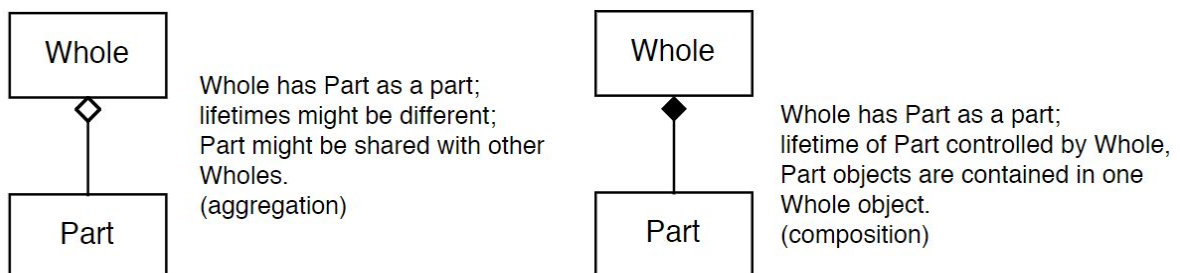 Whole
Whole has Part as a part;
lifetimes might be different;
Part might be shared with other
Wholes.
(aggregation)
Part
Whole
Whole has Part as a part;
lifetime of Part controlled by Whole,
Part objects are contained in one
Whole object.
(composition)
Part